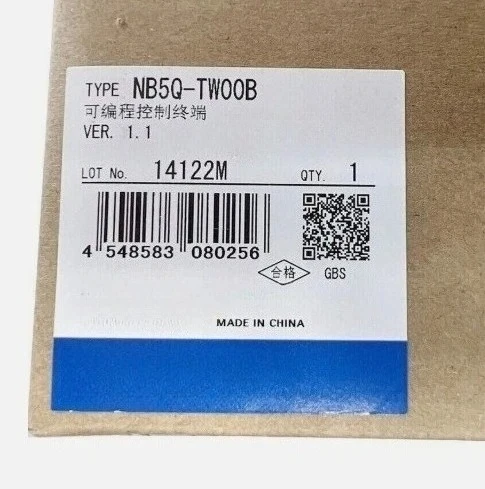 TYPE NB5Q-TW00B
可编程控制终端
VER. 1.1
LOT No. 14122M QTY. 1
4 548583 080256
合格 GBS
MADE IN CHINA